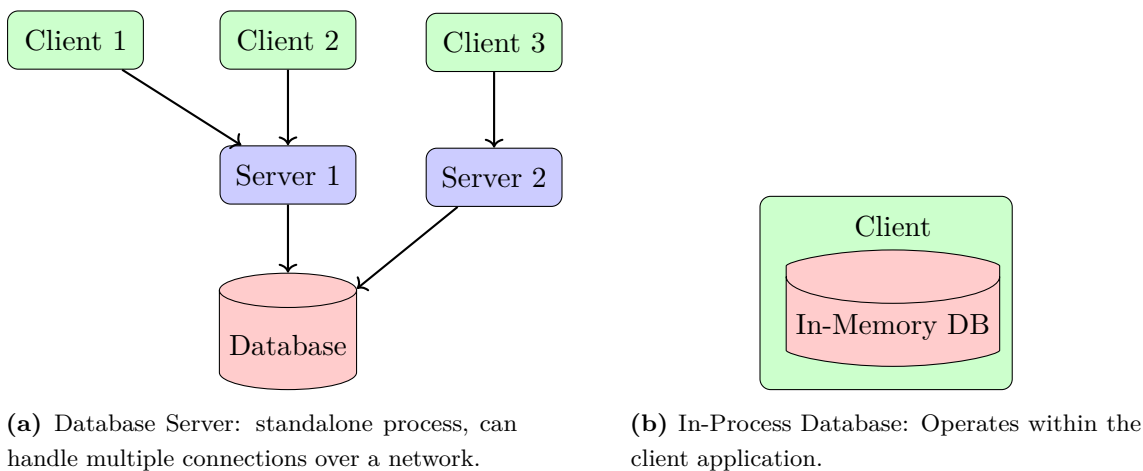 Client 1
Client 2
Client 3
Server 1
Server 2
Database
Client
In-Memory DB
(a) Database Server: standalone process, can
handle multiple connections over a network.
(b) In-Process Database: Operates within the
client application.